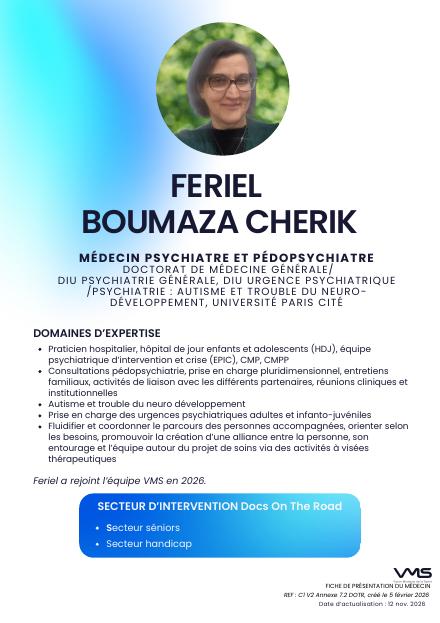 FERIEL
BOUMAZA CHERIK
MÉDECIN PSYCHIATRE ET PÉDOPSYCHIATRE
DOCTORAT DE MÉDECINE GÉNÉRALE/
DIU PSYCHIATRIE GÉNÉRALE, DIU URGENCE PSYCHIATRIQUE
/PSYCHIATRIE : AUTISME ET TROUBLE DU NEURO-
DÉVELOPPEMENT, UNIVERSITÉ PARIS CITÉ
DOMAINES D'EXPERTISE
• Praticien hospitalier, hôpital de jour enfants et adolescents (HDJ), équipe
psychiatrique d'intervention et crise (EPIC), CMP, CMPP
• Consultations pédopsychiatrie, prise en charge pluridimensionnel, entretiens
familiaux, activités de liaison avec les différents partenaires, réunions cliniques et
institutionnelles
• Autisme et trouble du neuro développement
• Prise en charge des urgences psychiatriques adultes et infanto-juvéniles
• Fluidifier et coordonner le parcours des personnes accompagnées, orienter selon
les besoins, promouvoir la création d'une alliance entre la personne, son
entourage et l'équipe autour du projet de soins via des activités à visées
thérapeutiques
Feriel a rejoint l'équipe VMS en 2026.
SECTEUR D'INTERVENTION Docs On The Road
• Secteur séniors
• Secteur handicap
VMS
FICHE DE PRÉSENTATION DU MÉDECIN
REF : C1 V2 Annexe 7.2 DOTR, créé le 5 février 2026
Date d'actualisation : 12 nov. 2026